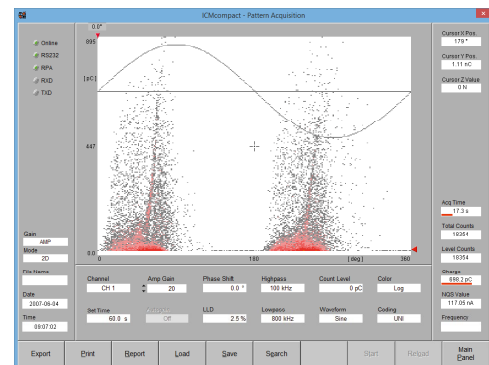 ICMcompact - Pattern Acquisition
0.0°
995
[pC]
447
0.0
0
180
[deg]
360
Online
RS232
RPA
RXD
TXD
Gain
AMP
Mode
2D
File Name
Date
2007-06-04
Time
09:07:02
Cursor X Pos.
179 °
Cursor Y Pos.
1.11 nC
Cursor Z Value
0 N
Acq Time
17.3 s
Total Counts
18354
Level Counts
18354
Charge
698.2 pC
NQS Value
117.05 nA
Frequency
Channel
CH 1
Amp Gain
20
Phase Shift
0.0 °
Highpass
100 kHz
Count Level
0 pC
Color
Log
Set Time
60.0 s
Off
LLD
2.5 %
Lowpass
800 kHz
Waveform
Sine
Coding
UNI
Export
Print
Report
Load
Save
Search
Start
Reload
Main
Panel